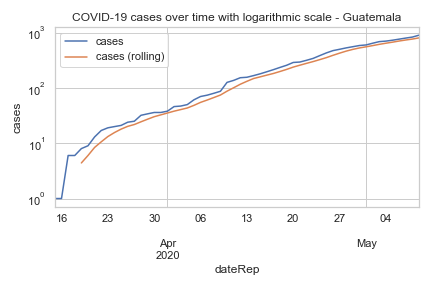 COVID-19 cases over time with logarithmic scale - Guatemala
cases
cases (rolling)
10³
10²
10¹
10⁰
cases
16 23 30 06 13 20 27 04
Apr May
2020
dateRep